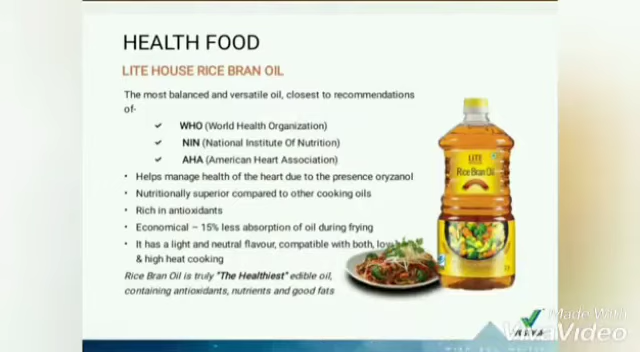 HEALTH FOOD
LITE HOUSE RICE BRAN OIL
The most balanced and versatile oil, closest to recommendations
of-
✓ WHO (World Health Organization)
✓ NIN (National Institute Of Nutrition)
✓ AHA (American Heart Association)
• Helps manage health of the heart due to the presence oryzanol
• Nutritionally superior compared to other cooking oils
• Rich in antioxidants
• Economical – 15% less absorption of oil during frying
• It has a light and neutral flavour, compatible with both, low
& high heat cooking
Rice Bran Oil is truly "The Healthiest" edible oil,
containing antioxidants, nutrients and good fats
LITE
Rice Bran Oil
Made With
VivaVideo